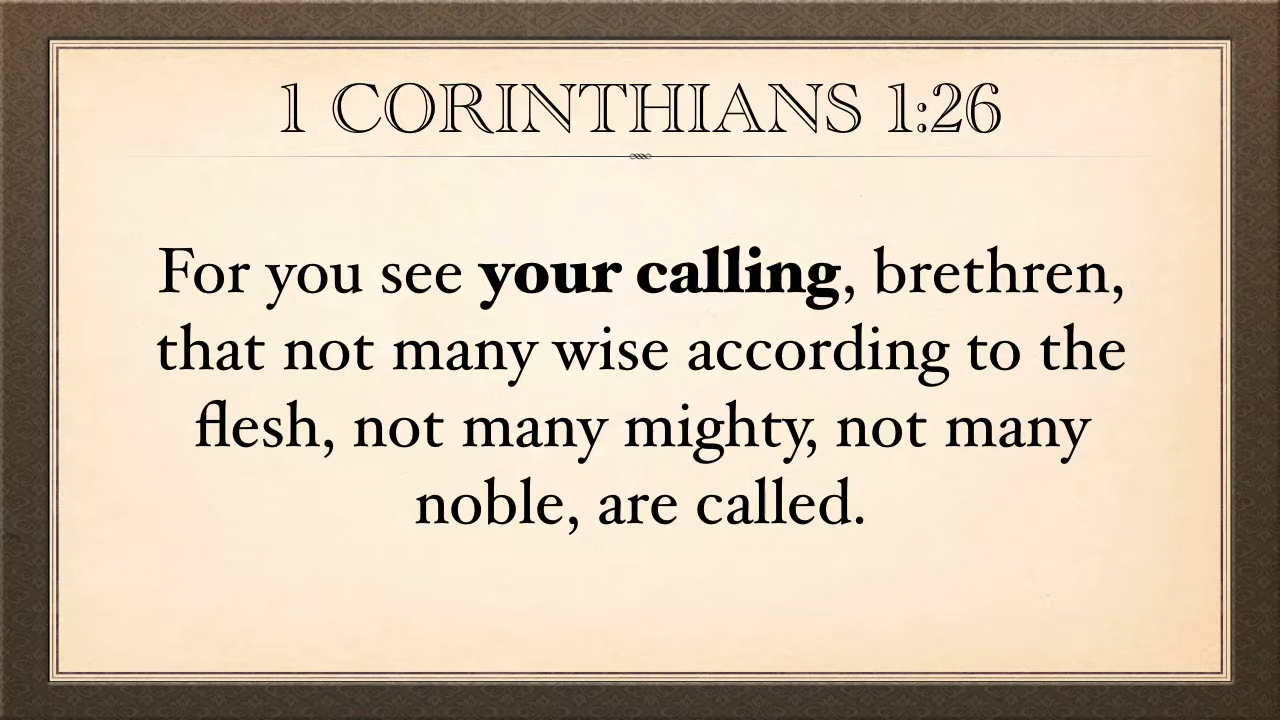 1 CORINTHIANS 1:26
For you see your calling, brethren,
that not many wise according to the
flesh, not many mighty, not many
noble, are called.